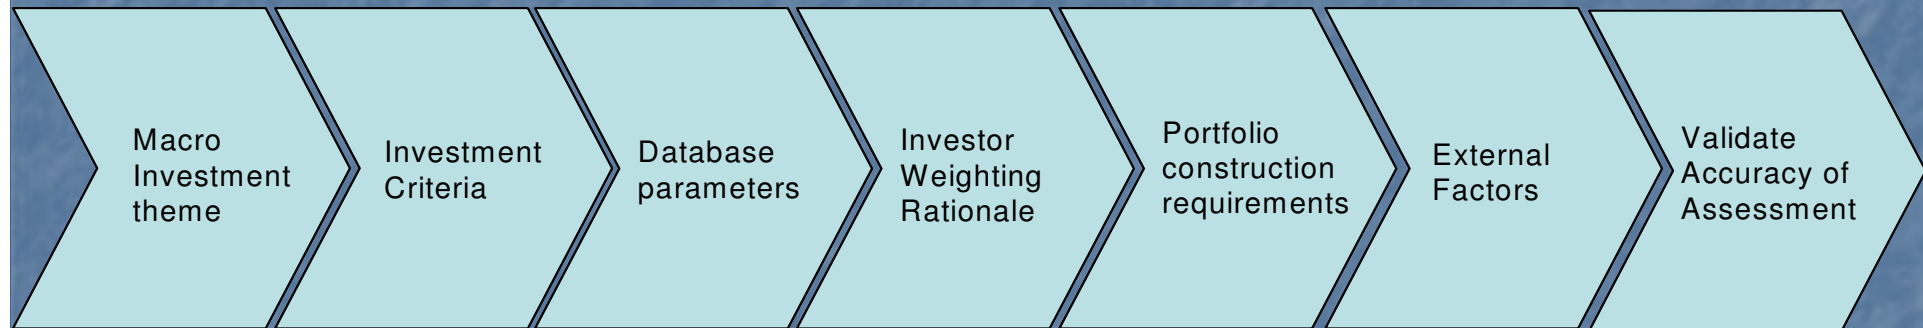 Macro
Investment
theme
Investment
Criteria
Database
parameters
Investor
Weighting
Rationale
Portfolio
construction
requirements
External
Factors
Validate
Accuracy of
Assessment